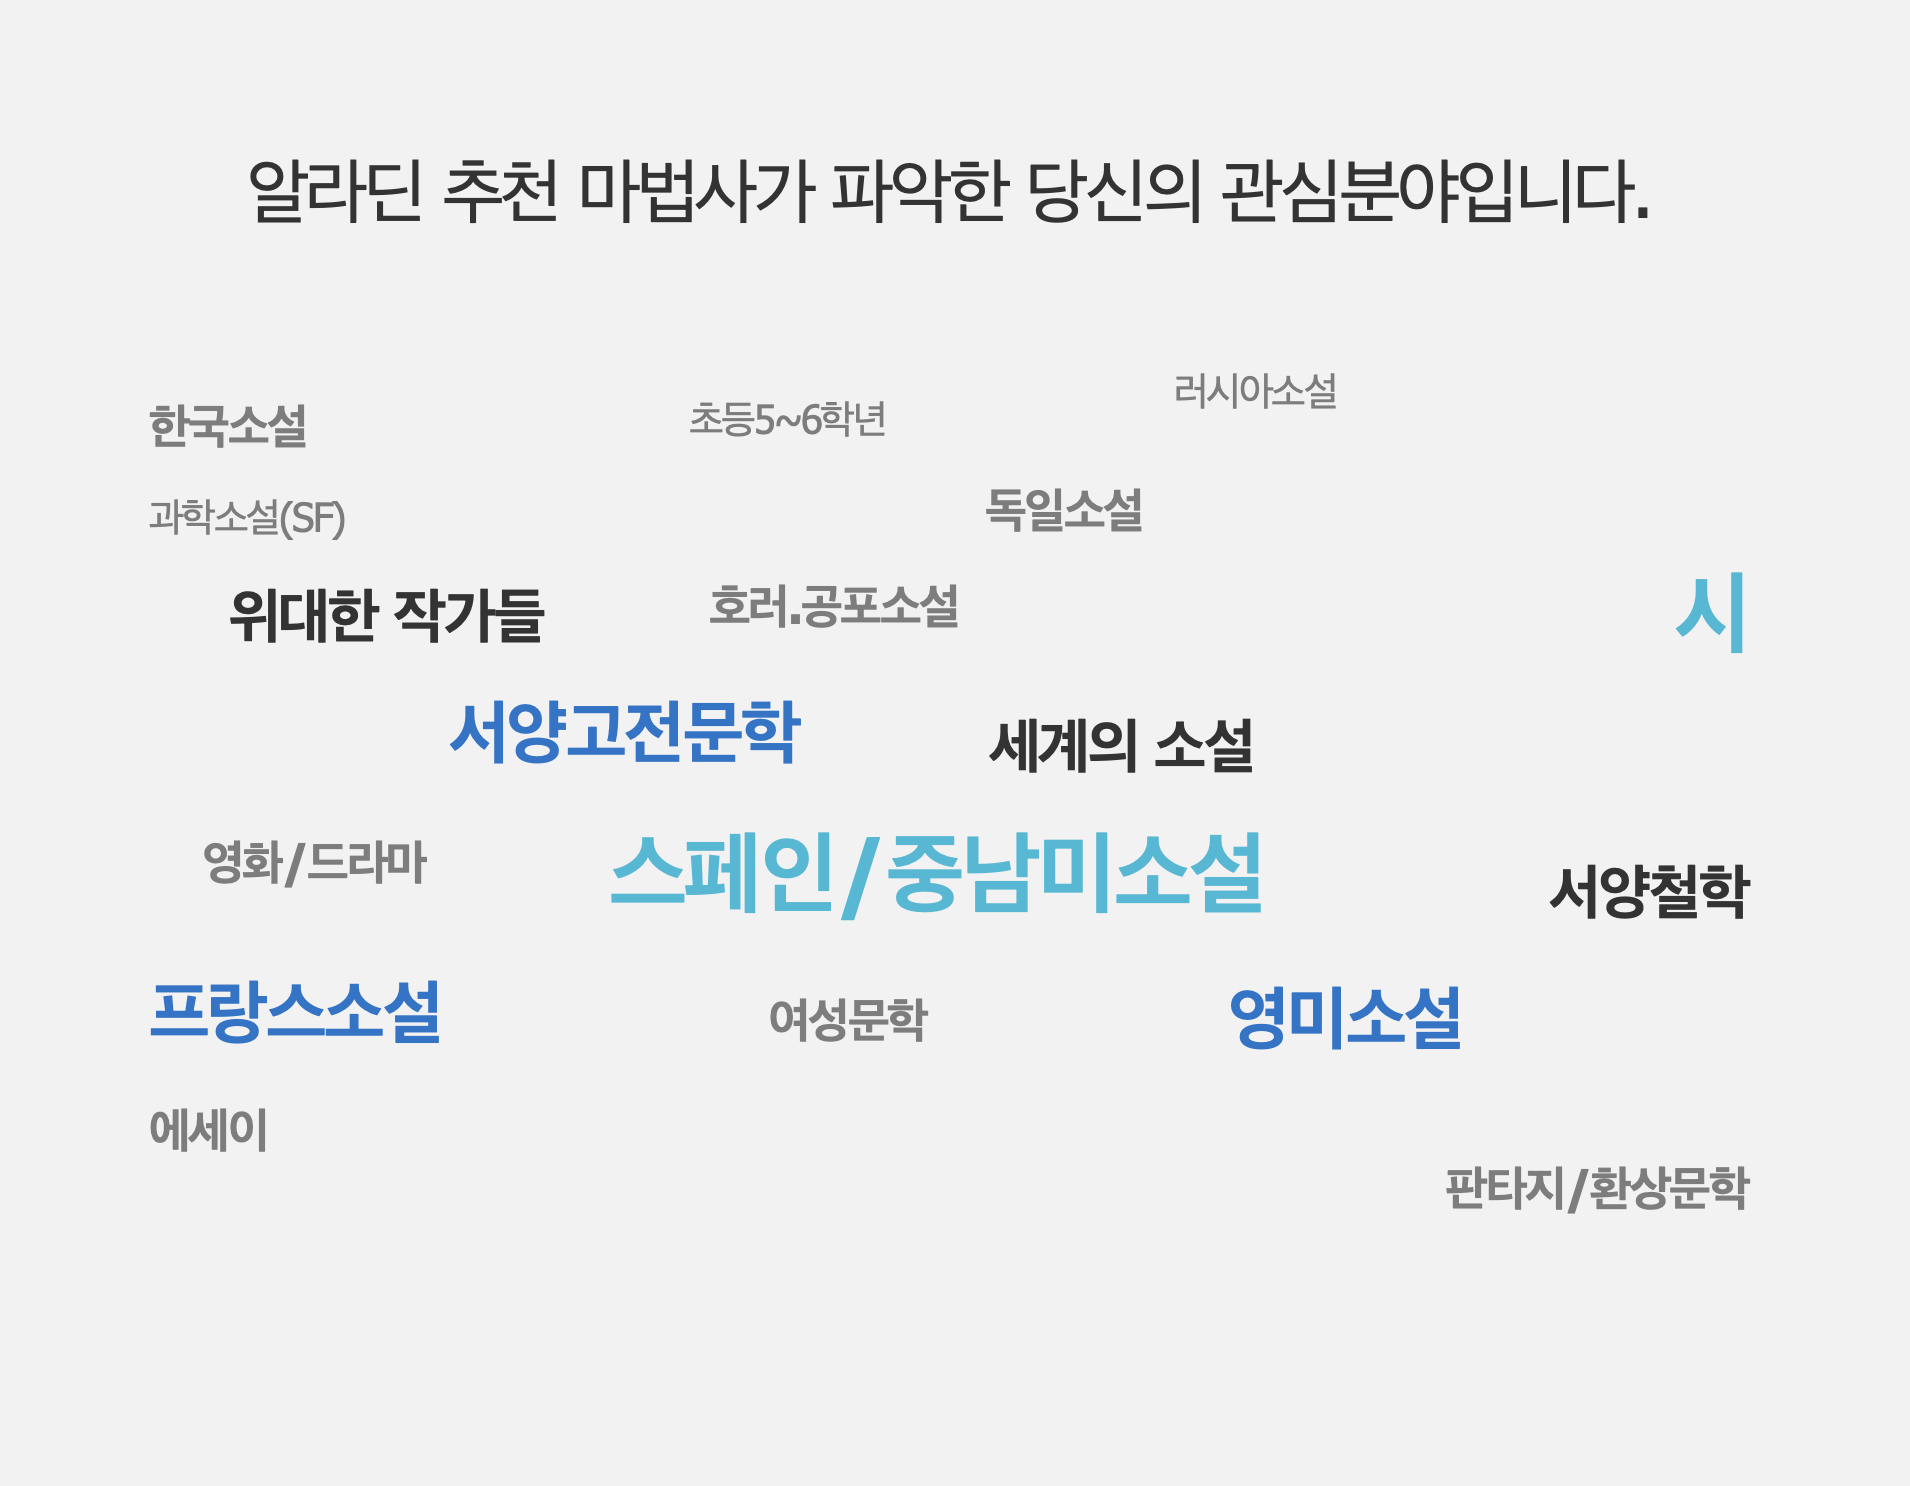 알라딘 추천 마법사가 파악한 당신의 관심분야입니다.
러시아소설
한국소설
초등5~6학년
과학소설(SF)
독일소설
위대한 작가들
호러.공포소설
시
서양고전문학
세계의 소설
영화/드라마
스페인/중남미소설
서양철학
프랑스소설
여성문학
영미소설
에세이
판타지/환상문학